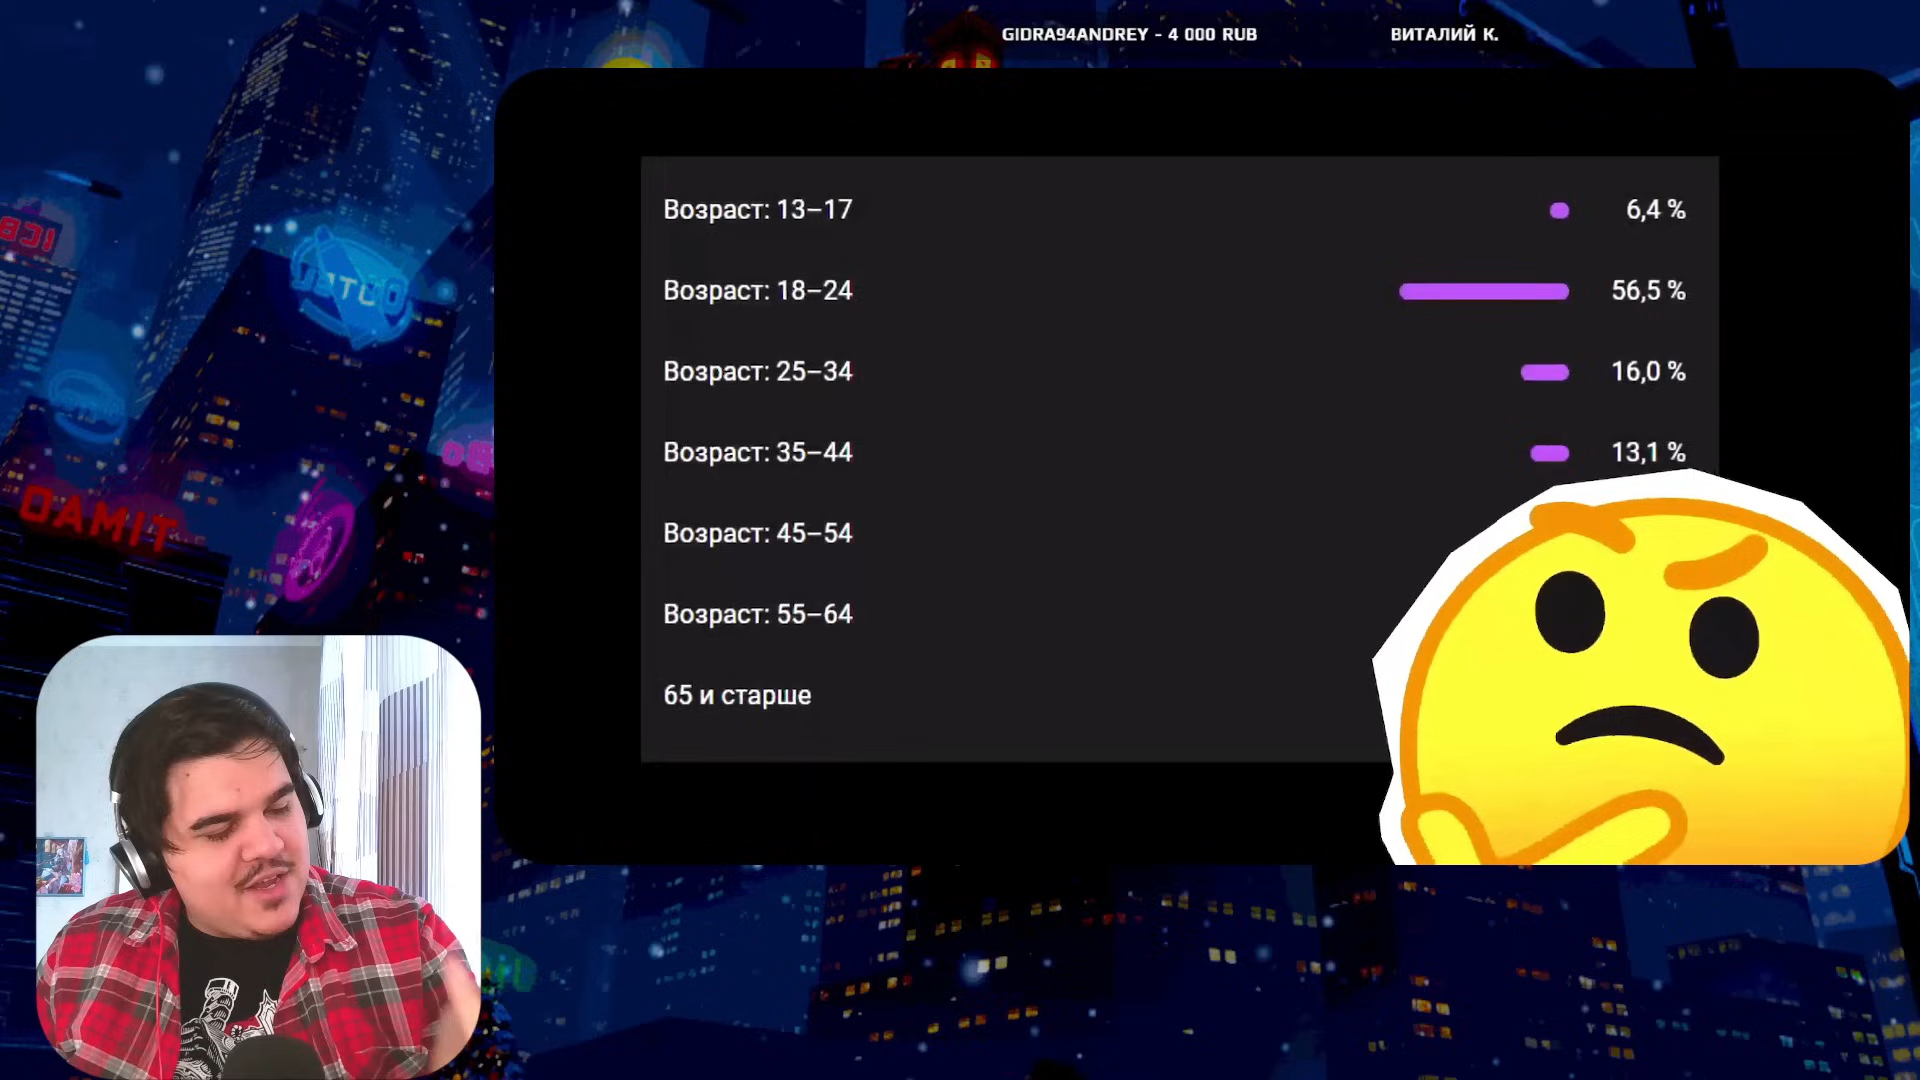 GIDRA94ANDREY - 4 000 RUB
ВИТАЛИЙ К.
Возраст: 13–17 6,4 %
Возраст: 18–24 56,5 %
Возраст: 25–34 16,0 %
Возраст: 35–44 13,1 %
Возраст: 45–54
Возраст: 55–64
65 и старше